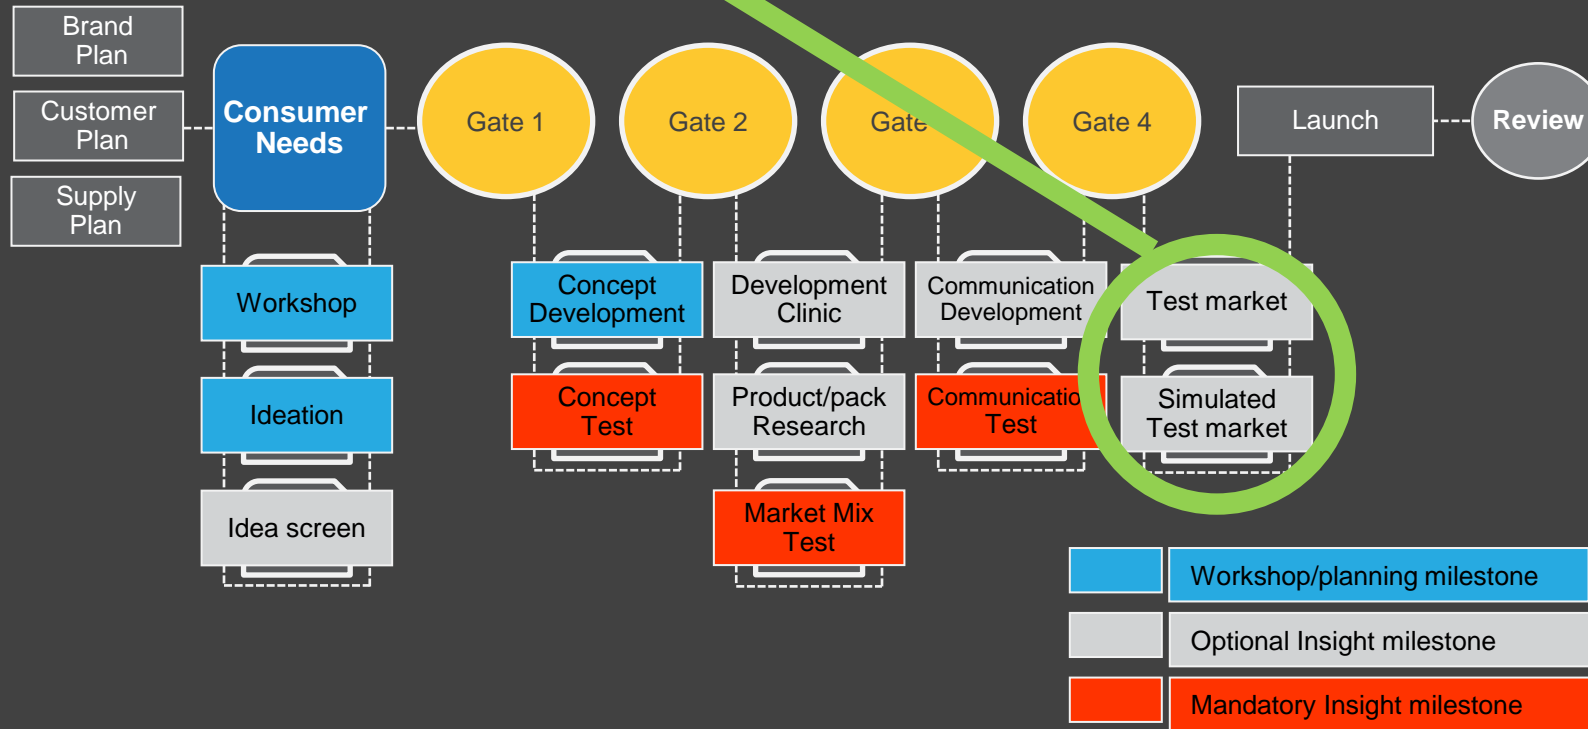 Brand
Plan
Customer
Plan
Supply
Plan
Consumer
Needs
Gate 1
Gate 2
Gate
Gate 4
Launch
Review
Workshop
Ideation
Idea screen
Concept
Development
Concept
Test
Development
Clinic
Product/pack
Research
Market Mix
Test
Communication
Development
Communication
Test
Test market
Simulated
Test market
Workshop/planning milestone
Optional Insight milestone
Mandatory Insight milestone